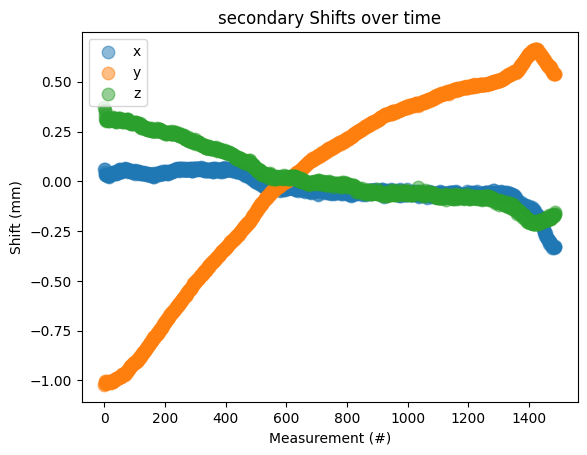 secondary Shifts over time
x
y
z
Shift (mm)
0.50
0.25
0.00
−0.25
−0.50
−0.75
−1.00
0 200 400 600 800 1000 1200 1400
Measurement (#)